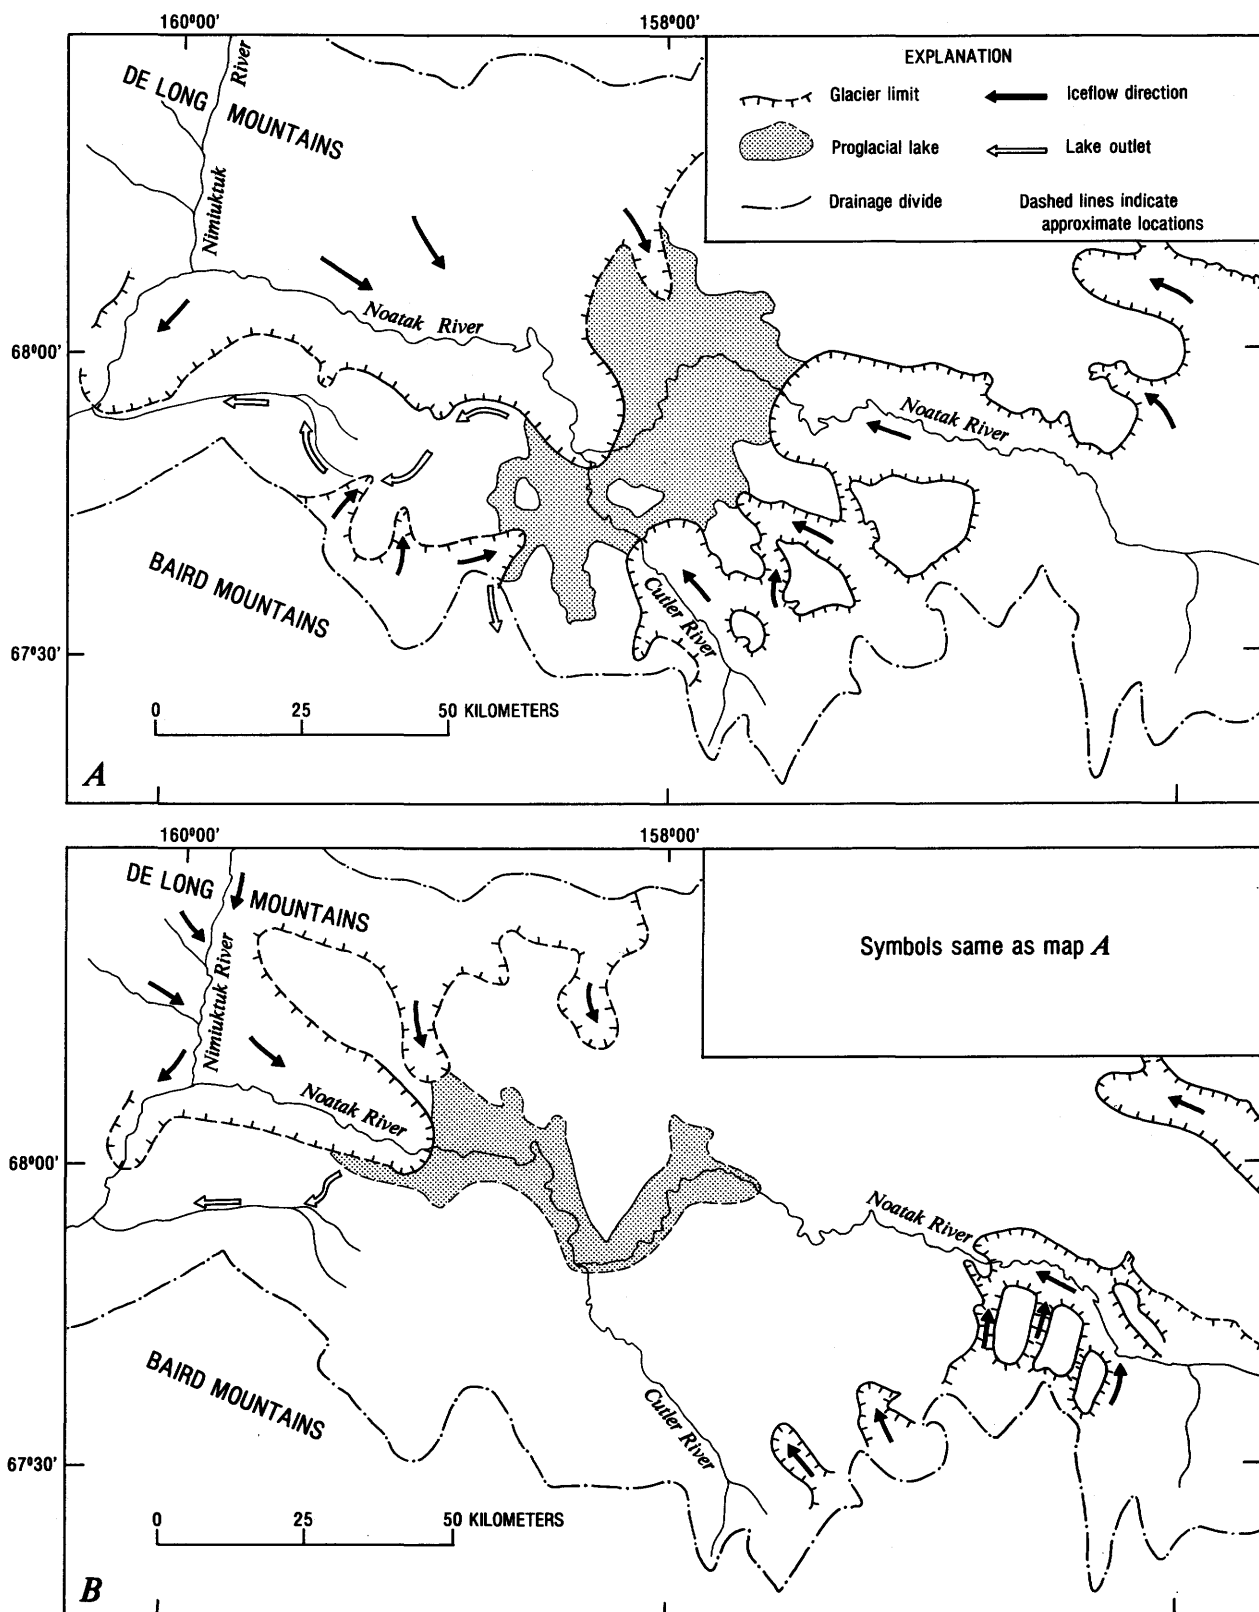 160°00'
158°00'
EXPLANATION
Glacier limit
Iceflow direction
Proglacial lake
Lake outlet
Drainage divide
Dashed lines indicate
approximate locations
DE LONG
MOUNTAINS
Nimiuktuk
River
Noatak River
68°00'
Noatak River
BAIRD MOUNTAINS
Cutler River
67°30'
0
25
50 KILOMETERS
A
160°00'
158°00'
DE LONG
MOUNTAINS
Nimiuktuk River
Symbols same as map A
Noatak River
68°00'
Noatak River
BAIRD MOUNTAINS
Cutler River
67°30'
0
25
50 KILOMETERS
B